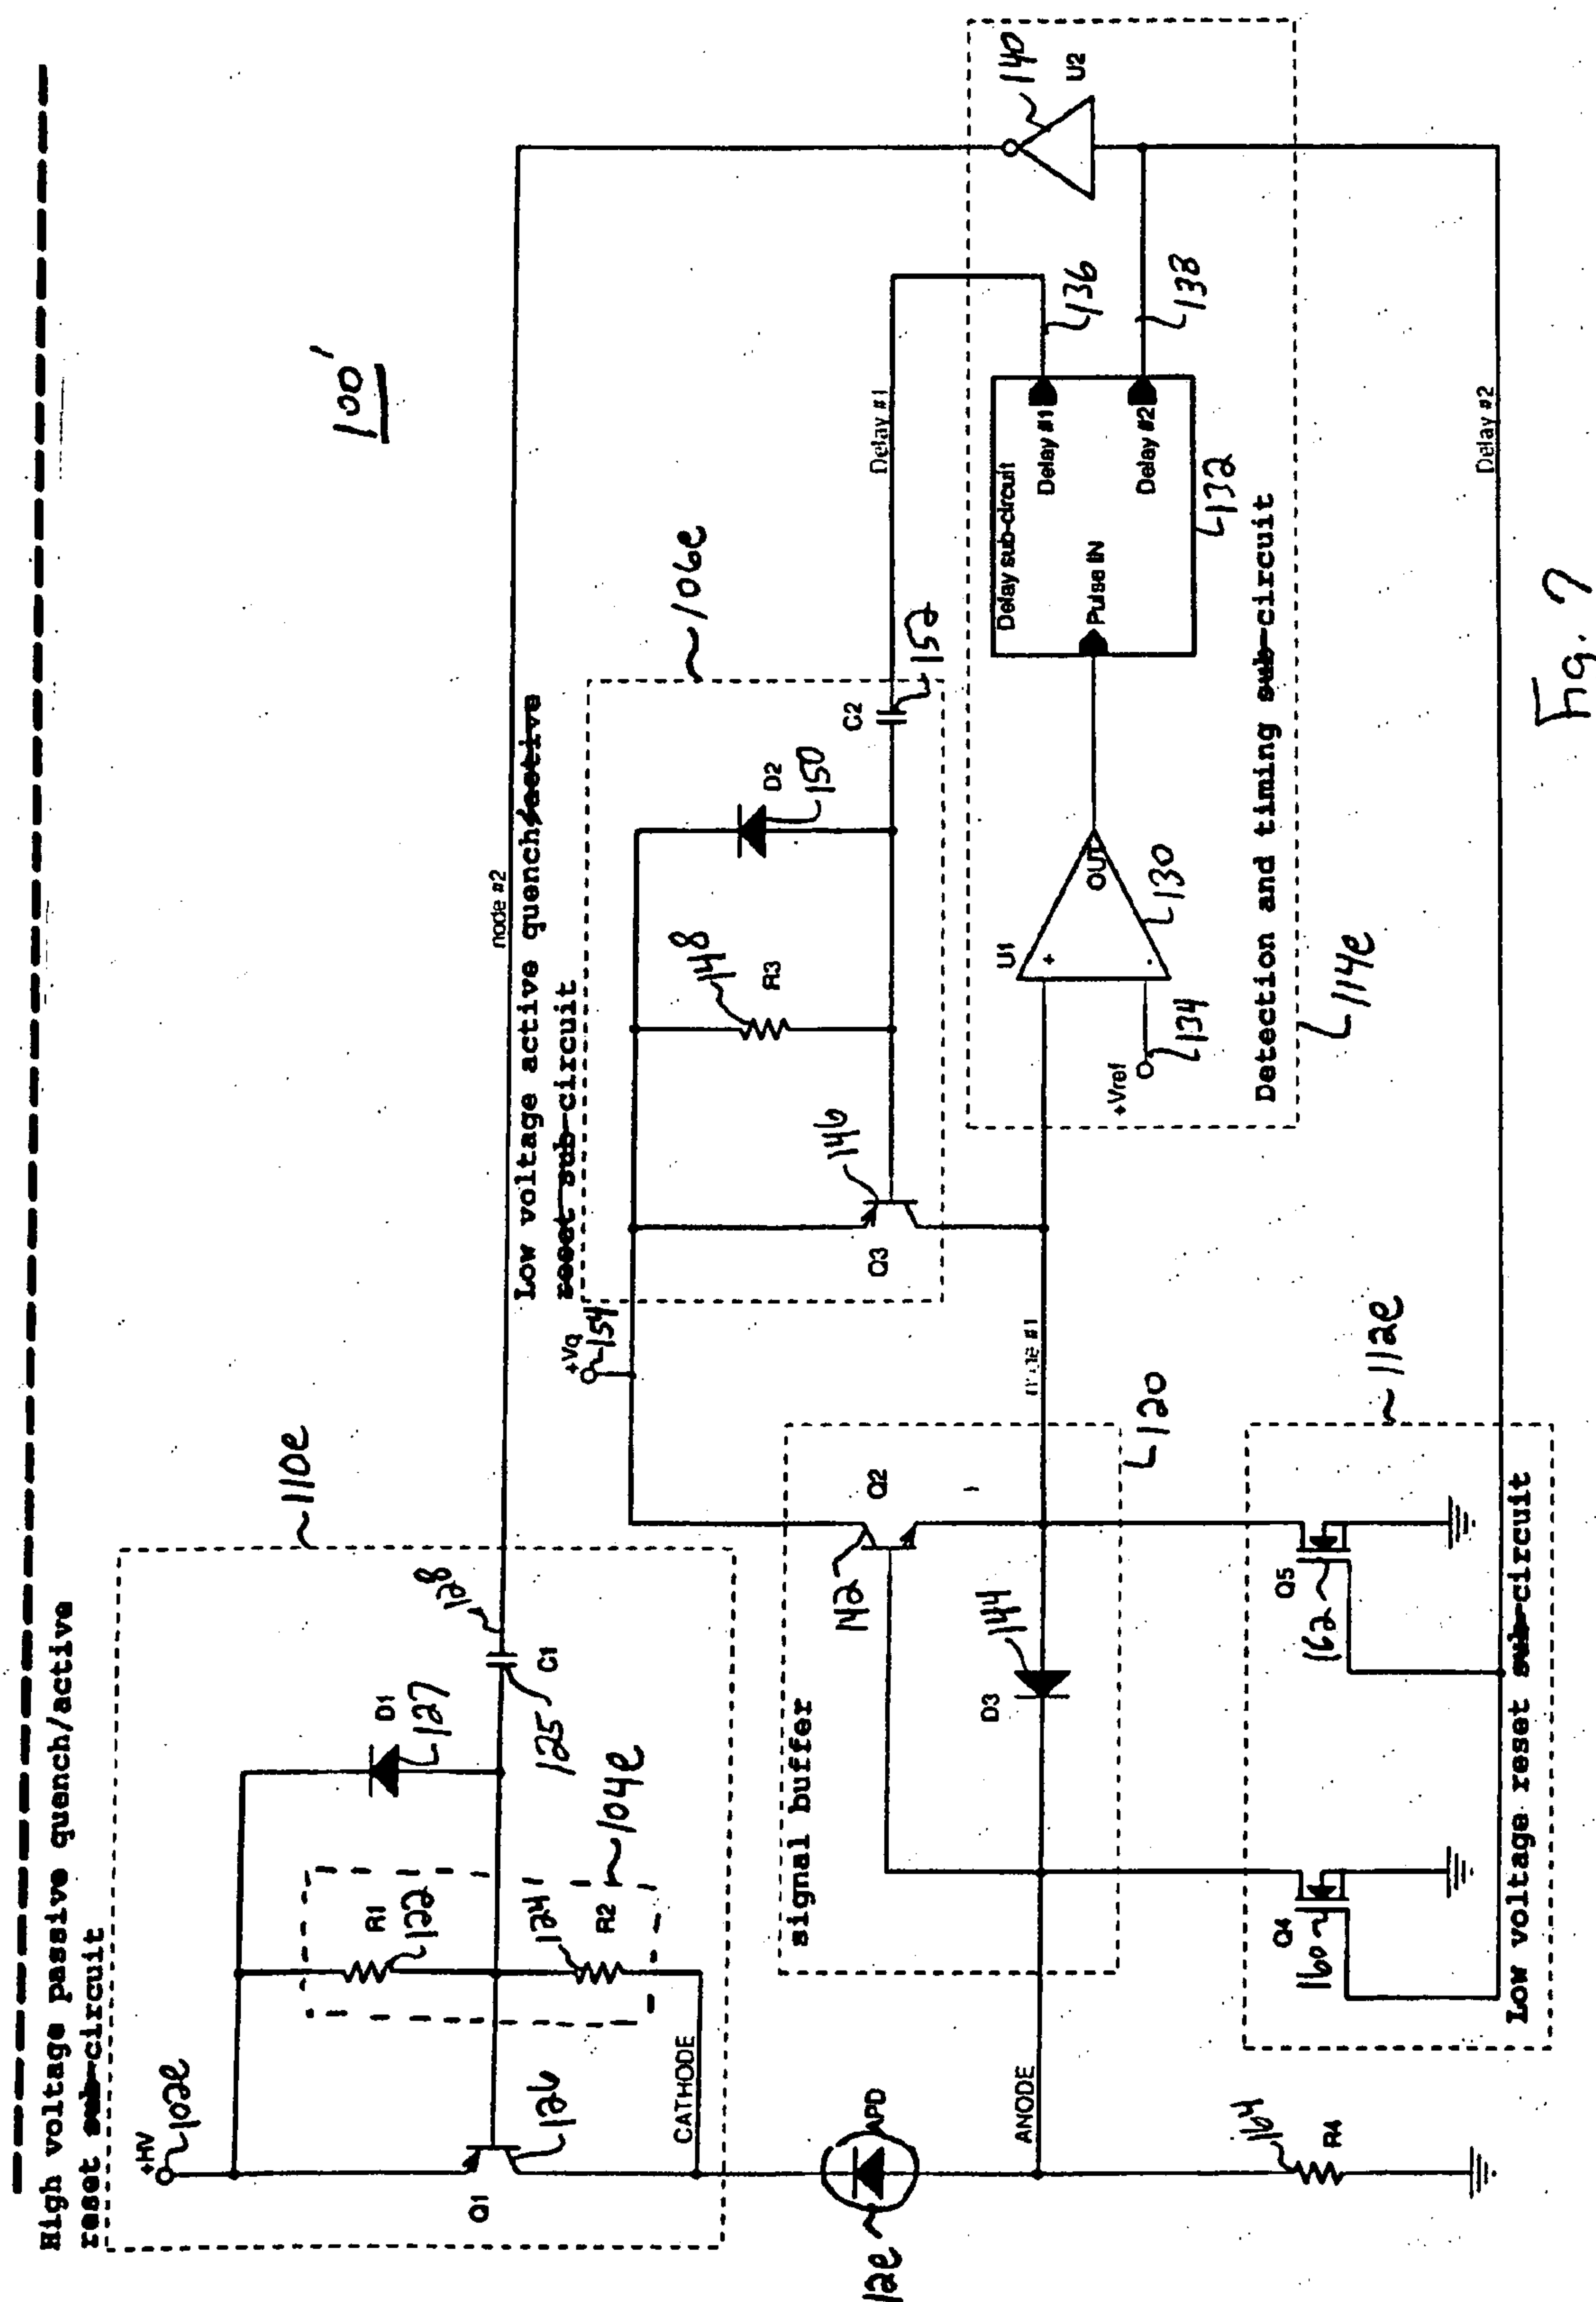 High voltage passive quench/active
reset sub-circuit
110e
+HV
102e
Q1
126
R1
122
D1
127
128
C1
125
124
R2
104e
CATHODE
12e
APD
ANODE
164
R4
100'
node #2
Low voltage active quench/active
reset sub-circuit
106e
+Vq
154
Q3
146
148
R3
D2
150
C2
152
Delay #1
signal buffer
142
Q2
D3
144
120
U1
+
-
OUT
130
+Vref
134
Delay sub-circuit
Pulse IN
Delay #1
Delay #2
132
136
138
140
U2
Detection and timing sub-circuit
114e
112e
Q4
160
Q5
162
Low voltage reset sub-circuit
Delay #2
Fig. 7